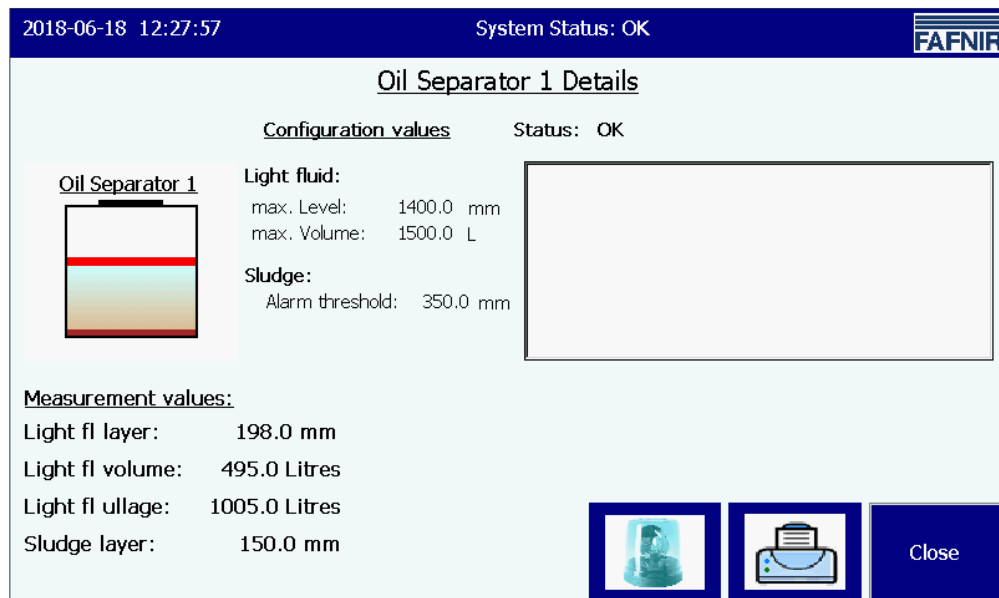 2018-06-18 12:27:57 System Status: OK FAFNIR
Oil Separator 1 Details
Configuration values Status: OK
Oil Separator 1
Light fluid:
max. Level: 1400.0 mm
max. Volume: 1500.0 L
Sludge:
Alarm threshold: 350.0 mm
Measurement values:
Light fl layer: 198.0 mm
Light fl volume: 495.0 Litres
Light fl ullage: 1005.0 Litres
Sludge layer: 150.0 mm
Close